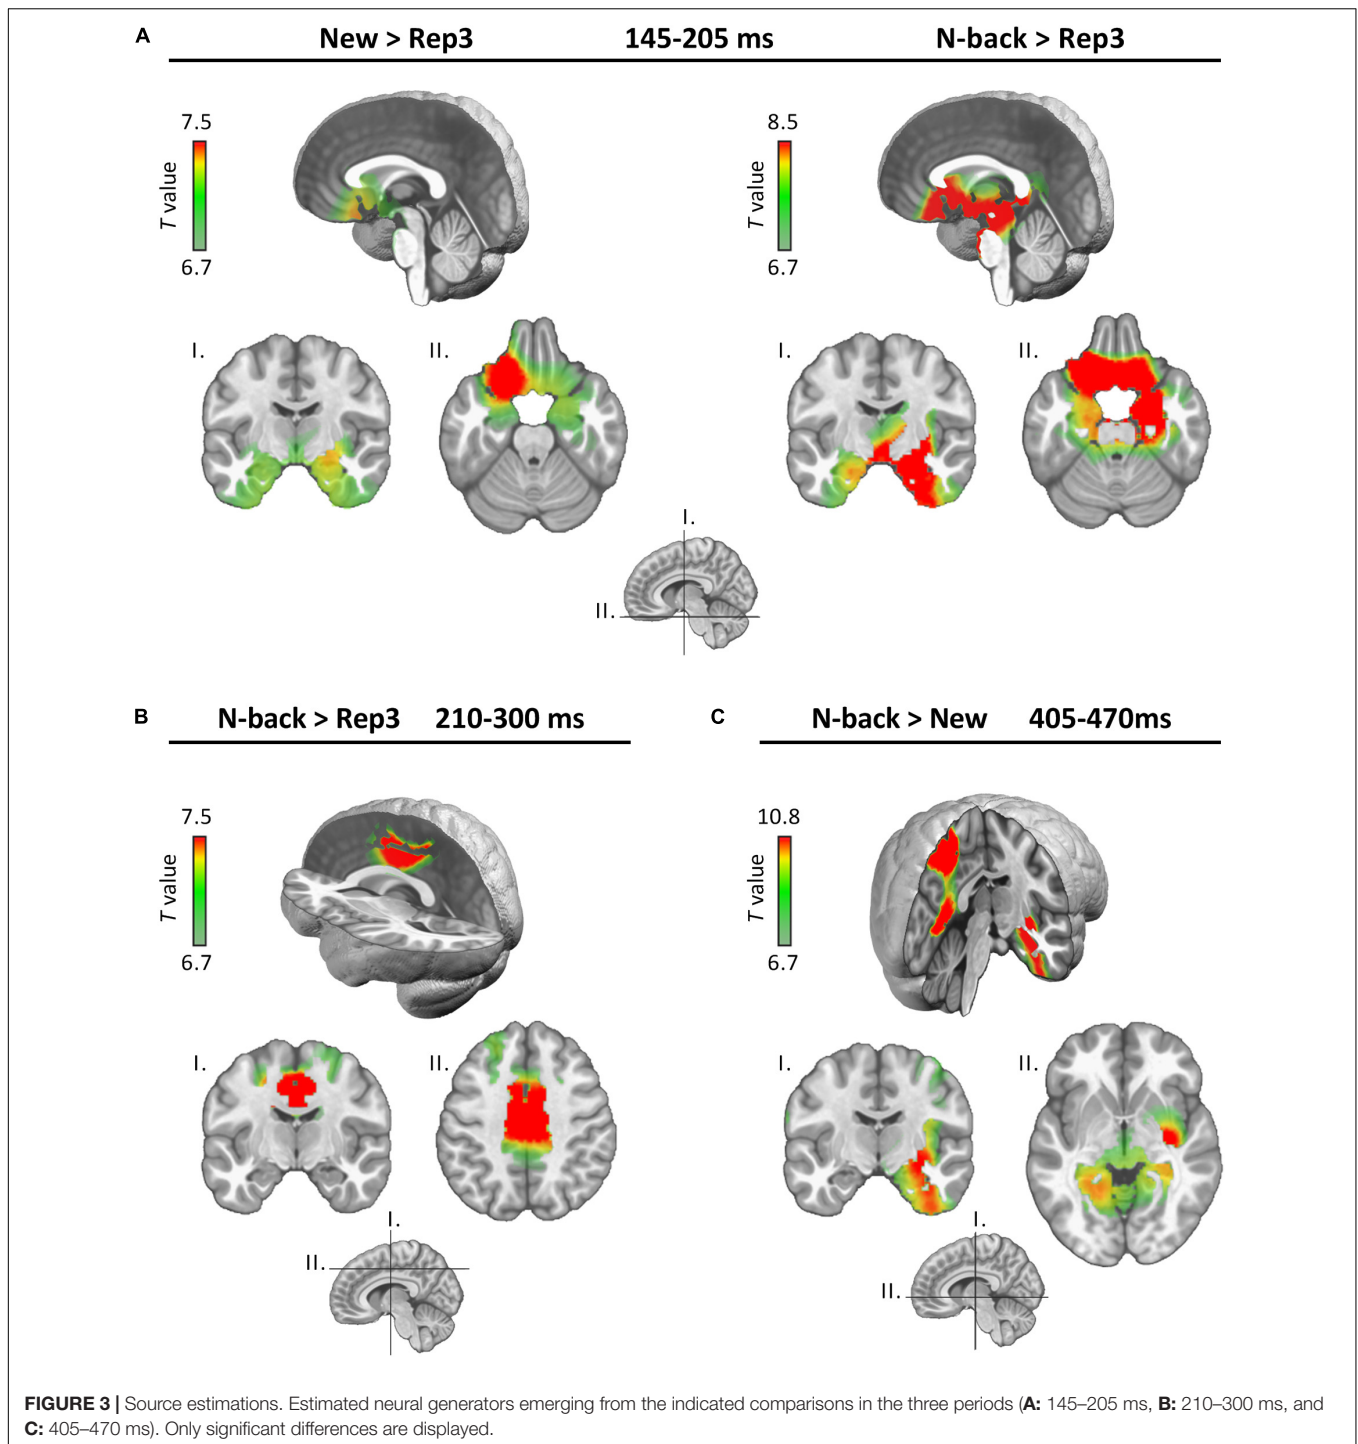 A
New > Rep3 145-205 ms N-back > Rep3
7.5
T value
6.7
8.5
T value
6.7
I.
II.
I.
II.
I.
II.
B
N-back > Rep3 210-300 ms
C
N-back > New 405-470ms
7.5
T value
6.7
10.8
T value
6.7
I.
II.
I.
II.
I.
II.
I.
II.
FIGURE 3 | Source estimations. Estimated neural generators emerging from the indicated comparisons in the three periods (A: 145–205 ms, B: 210–300 ms, and
C: 405–470 ms). Only significant differences are displayed.